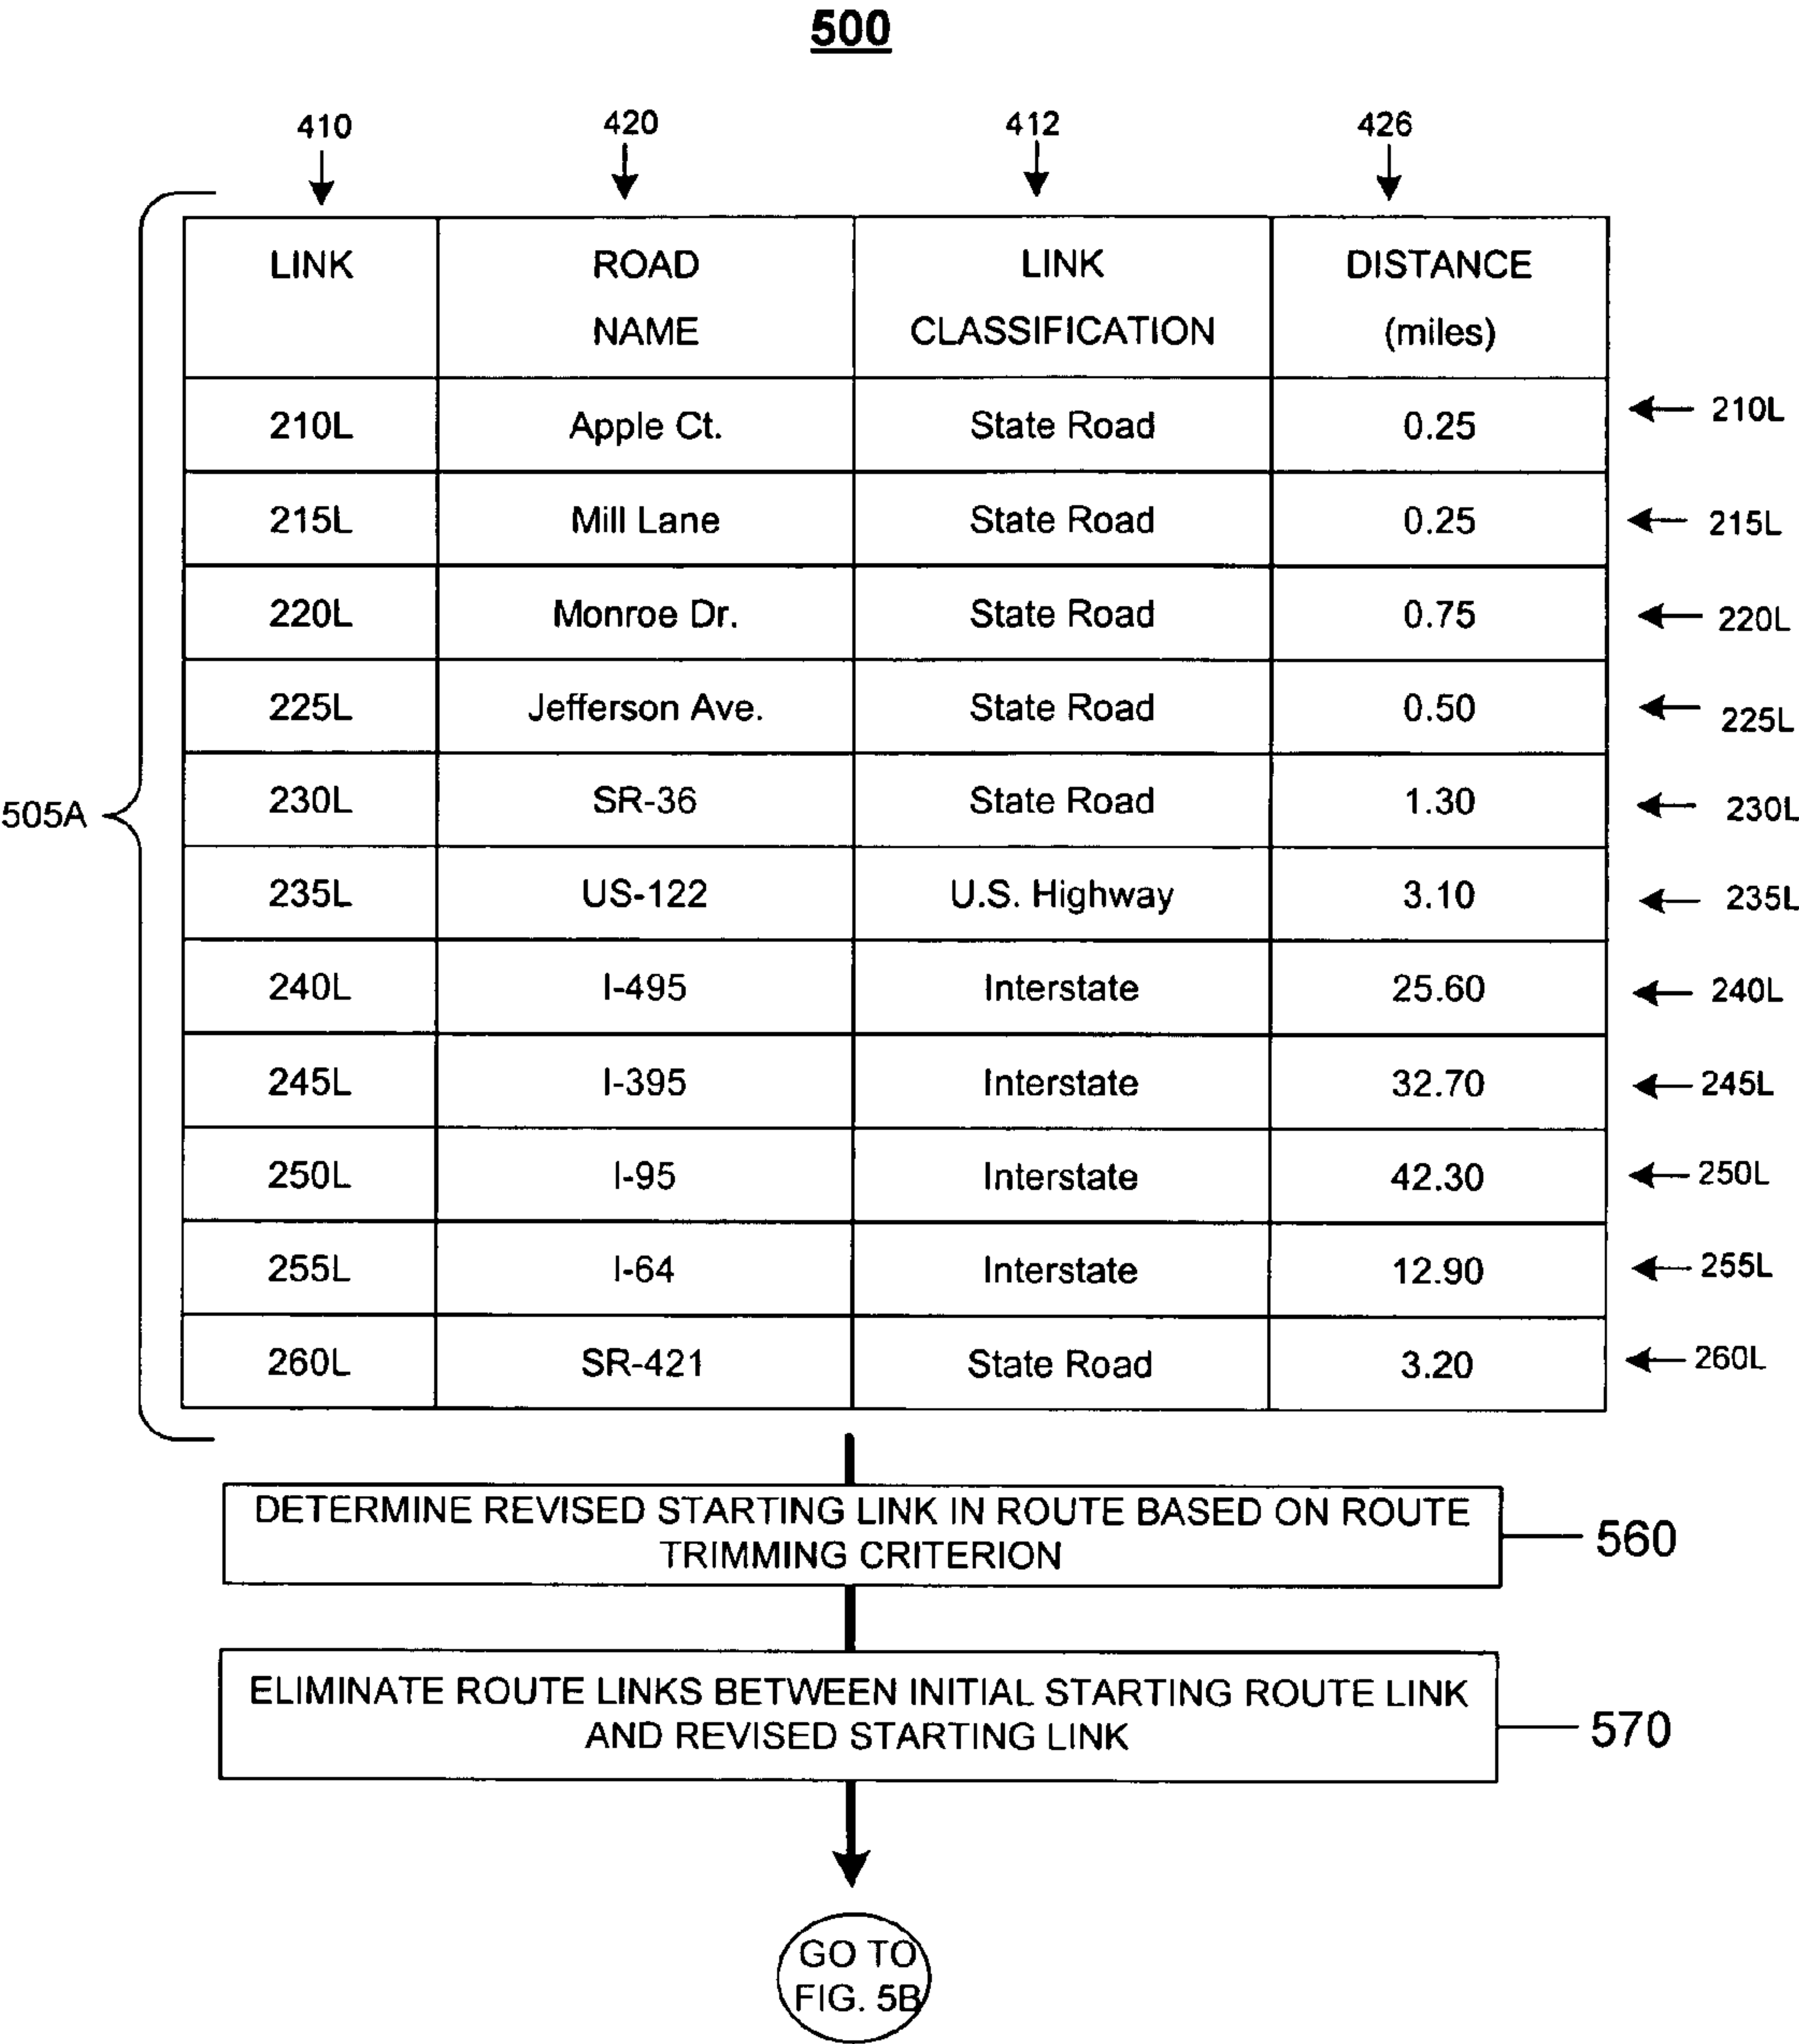 500
410 420 412 426
LINK ROAD LINK DISTANCE
NAME CLASSIFICATION (miles)
210L Apple Ct. State Road 0.25 210L
215L Mill Lane State Road 0.25 215L
220L Monroe Dr. State Road 0.75 220L
225L Jefferson Ave. State Road 0.50 225L
505A 230L SR-36 State Road 1.30 230L
235L US-122 U.S. Highway 3.10 235L
240L I-495 Interstate 25.60 240L
245L I-395 Interstate 32.70 245L
250L I-95 Interstate 42.30 250L
255L I-64 Interstate 12.90 255L
260L SR-421 State Road 3.20 260L
DETERMINE REVISED STARTING LINK IN ROUTE BASED ON ROUTE
TRIMMING CRITERION
560
ELIMINATE ROUTE LINKS BETWEEN INITIAL STARTING ROUTE LINK
AND REVISED STARTING LINK
570
GO TO
FIG. 5B